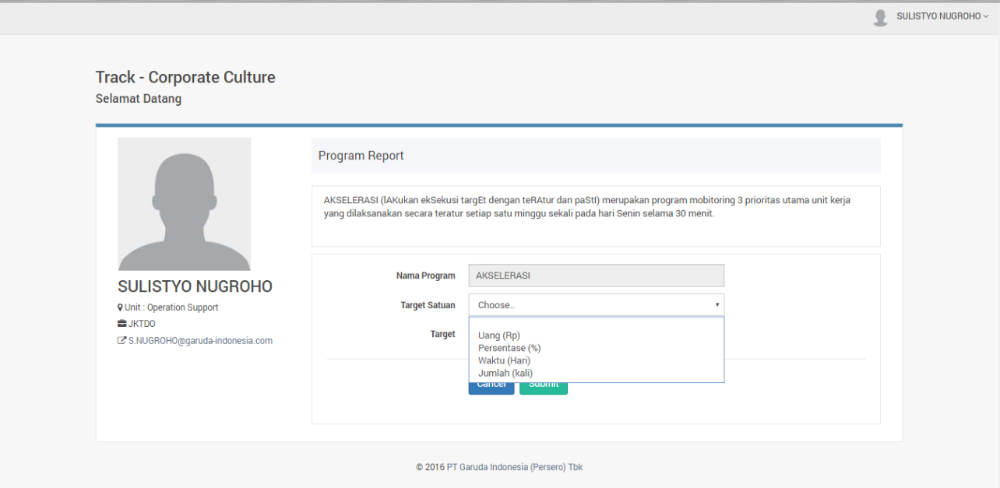 SULISTYO NUGROHO
Track - Corporate Culture
Selamat Datang
SULISTYO NUGROHO
Unit : Operation Support
JKTDO
S.NUGROHO@garuda-indonesia.com
Program Report
AKSELERASI (lAKukan ekSekusi targEt dengan teRAtur dan paStI) merupakan program mobitoring 3 prioritas utama unit kerja
yang dilaksanakan secara teratur setiap satu minggu sekali pada hari Senin selama 30 menit.
Nama Program AKSELERASI
Target Satuan Choose..
Target
Uang (Rp)
Persentase (%)
Waktu (Hari)
Jumlah (kali)
Cancel Submit
© 2016 PT Garuda Indonesia (Persero) Tbk